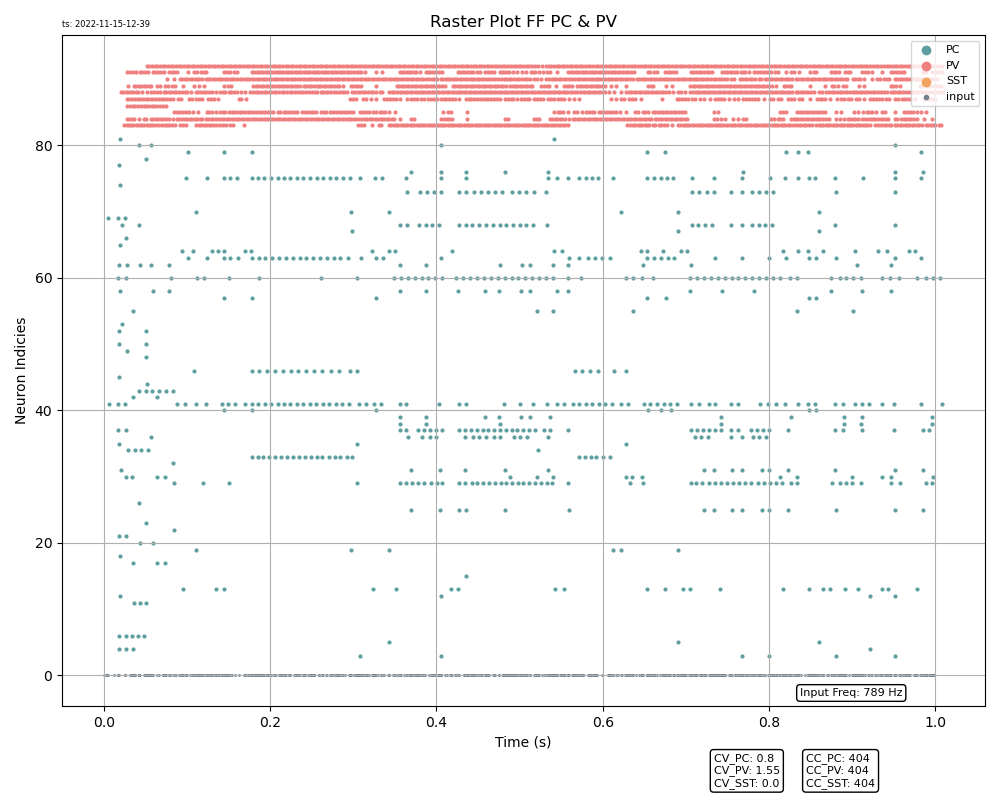 ts: 2022-11-15-12-39
Raster Plot FF PC & PV
PC
PV
SST
input
Neuron Indicies
80
60
40
20
0
0.0 0.2 0.4 0.6 0.8 1.0
Time (s)
Input Freq: 789 Hz
CV_PC: 0.8
CV_PV: 1.55
CV_SST: 0.0
CC_PC: 404
CC_PV: 404
CC_SST: 404